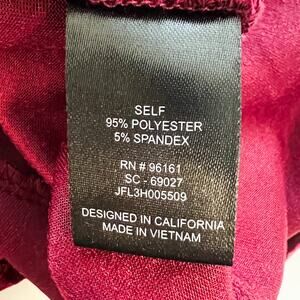 SELF
95% POLYESTER
5% SPANDEX
RN # 96161
SC - 69027
JFL3H005509
DESIGNED IN CALIFORNIA
MADE IN VIETNAM